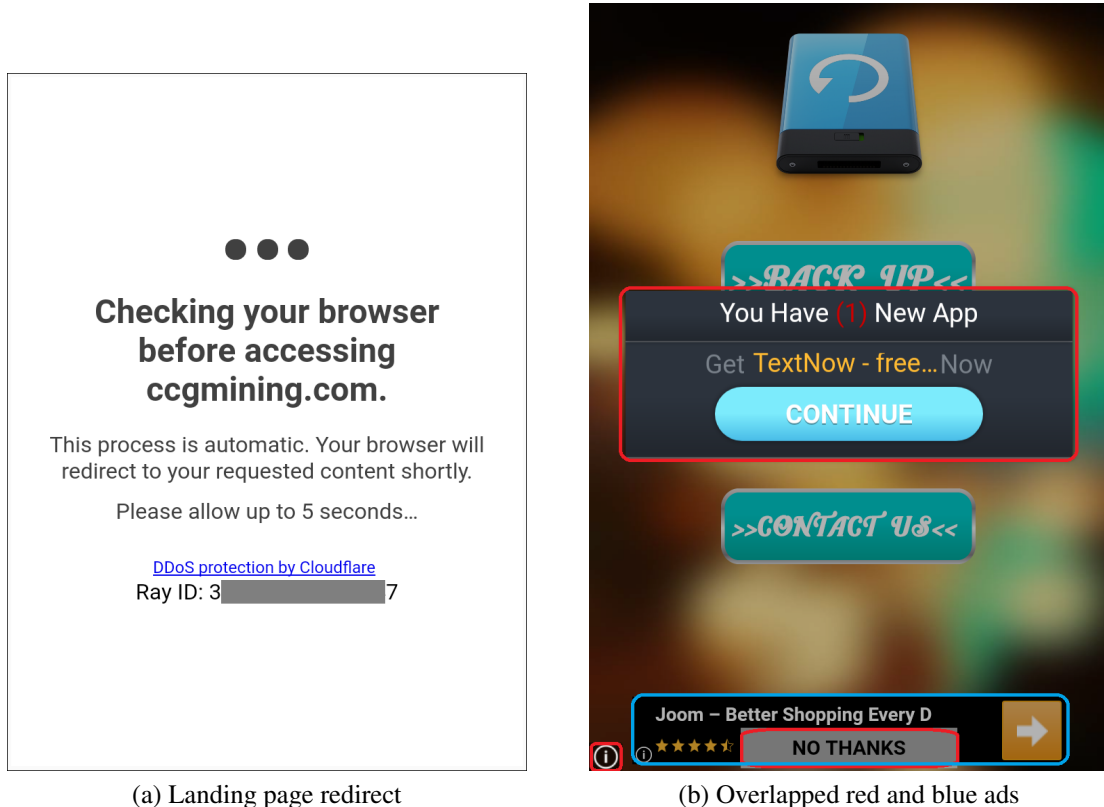 Checking your browser
before accessing
ccgmining.com.
This process is automatic. Your browser will
redirect to your requested content shortly.
Please allow up to 5 seconds...
DDoS protection by Cloudflare
Ray ID: 3 7
(a) Landing page redirect
>>BACK UP<<
You Have (1) New App
Get TextNow - free... Now
CONTINUE
>>CONTACT US<<
Joom – Better Shopping Every D
NO THANKS
(b) Overlapped red and blue ads